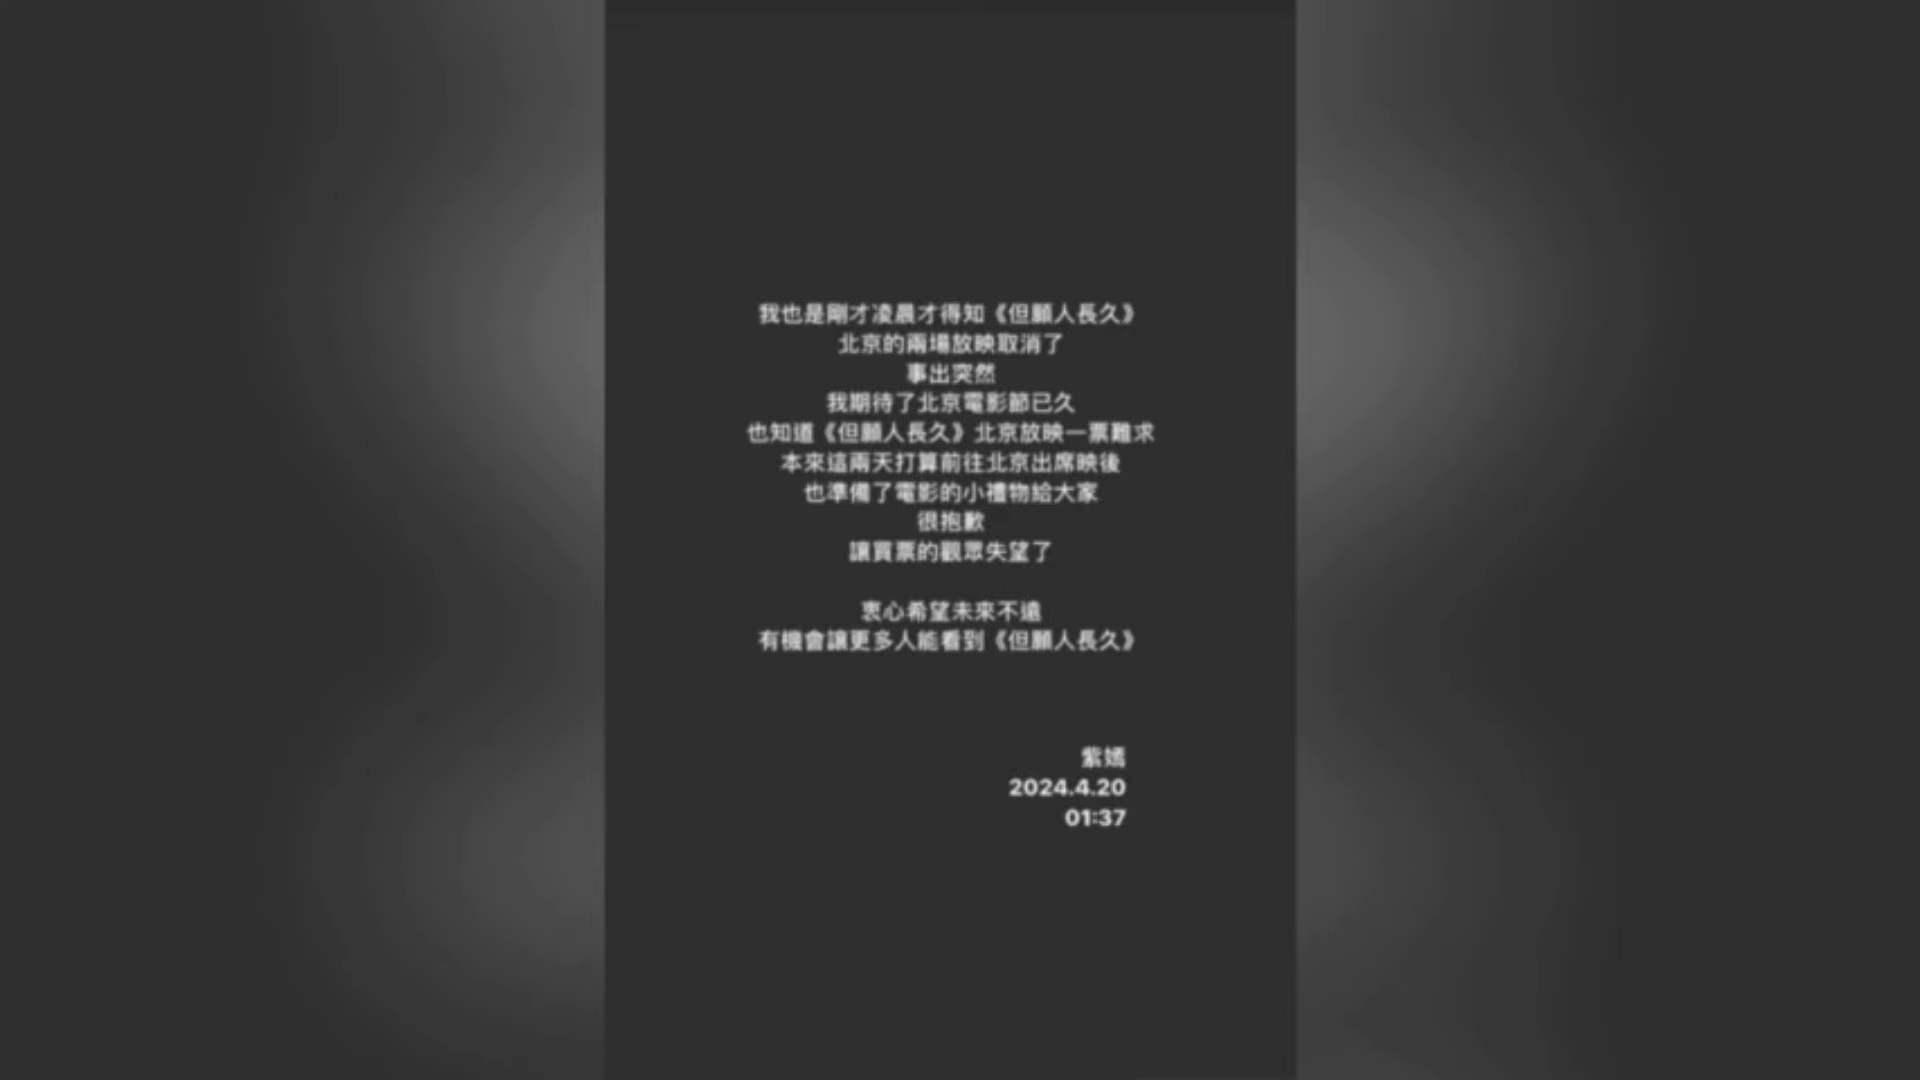 我也是剛才凌晨才得知《但願人長久》
北京的兩場放映取消了
事出突然
我期待了北京電影節已久
也知道《但願人長久》北京放映一票難求
本來這兩天打算前往北京出席映後
也準備了電影的小禮物給大家
很抱歉
讓買票的觀眾失望了
衷心希望未來不遠
有機會讓更多人能看到《但願人長久》
紫嫣
2024.4.20
01:37